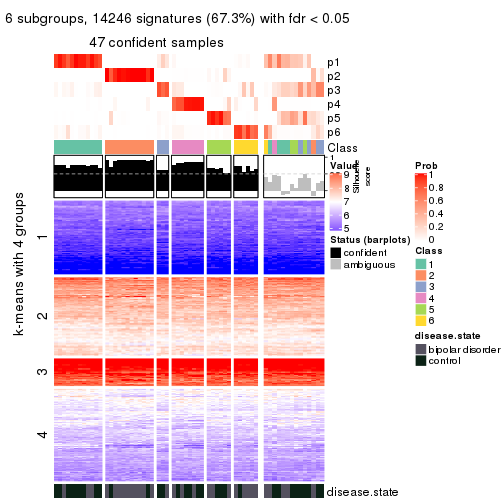 6 subgroups, 14246 signatures (67.3%) with fdr < 0.05
47 confident samples
p1
p2
p3
p4
p5
p6
Class
1
Silhouette
score
Value
9
8
7
6
5
Status (barplots)
confident
ambiguous
Prob
1
0.8
0.6
0.4
0.2
0
Class
1
2
3
4
5
6
disease.state
bipolar disorder
control
k-means with 4 groups
1
2
3
4
disease.state